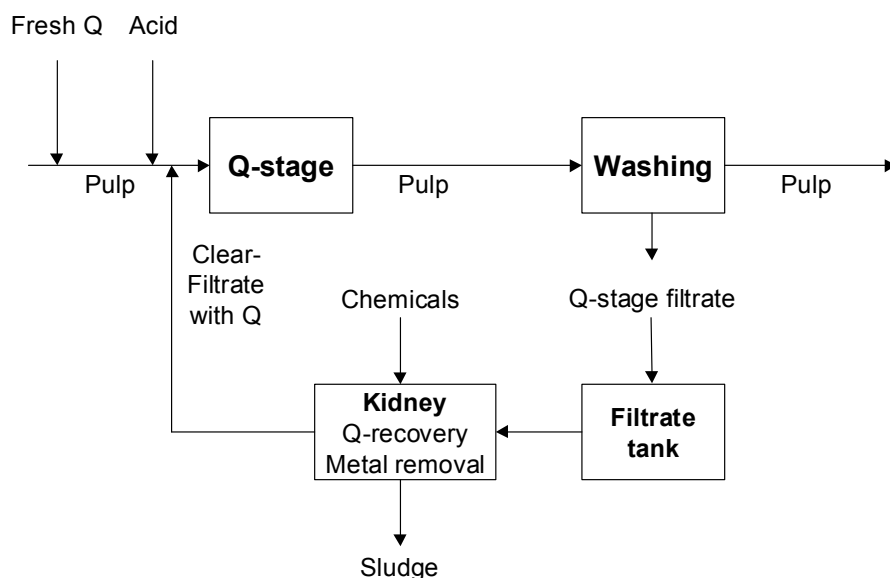 Fresh Q
Acid
Pulp
Q-stage
Pulp
Washing
Pulp
Clear-
Filtrate
with Q
Chemicals
Q-stage filtrate
Kidney
Q-recovery
Metal removal
Filtrate
tank
Sludge